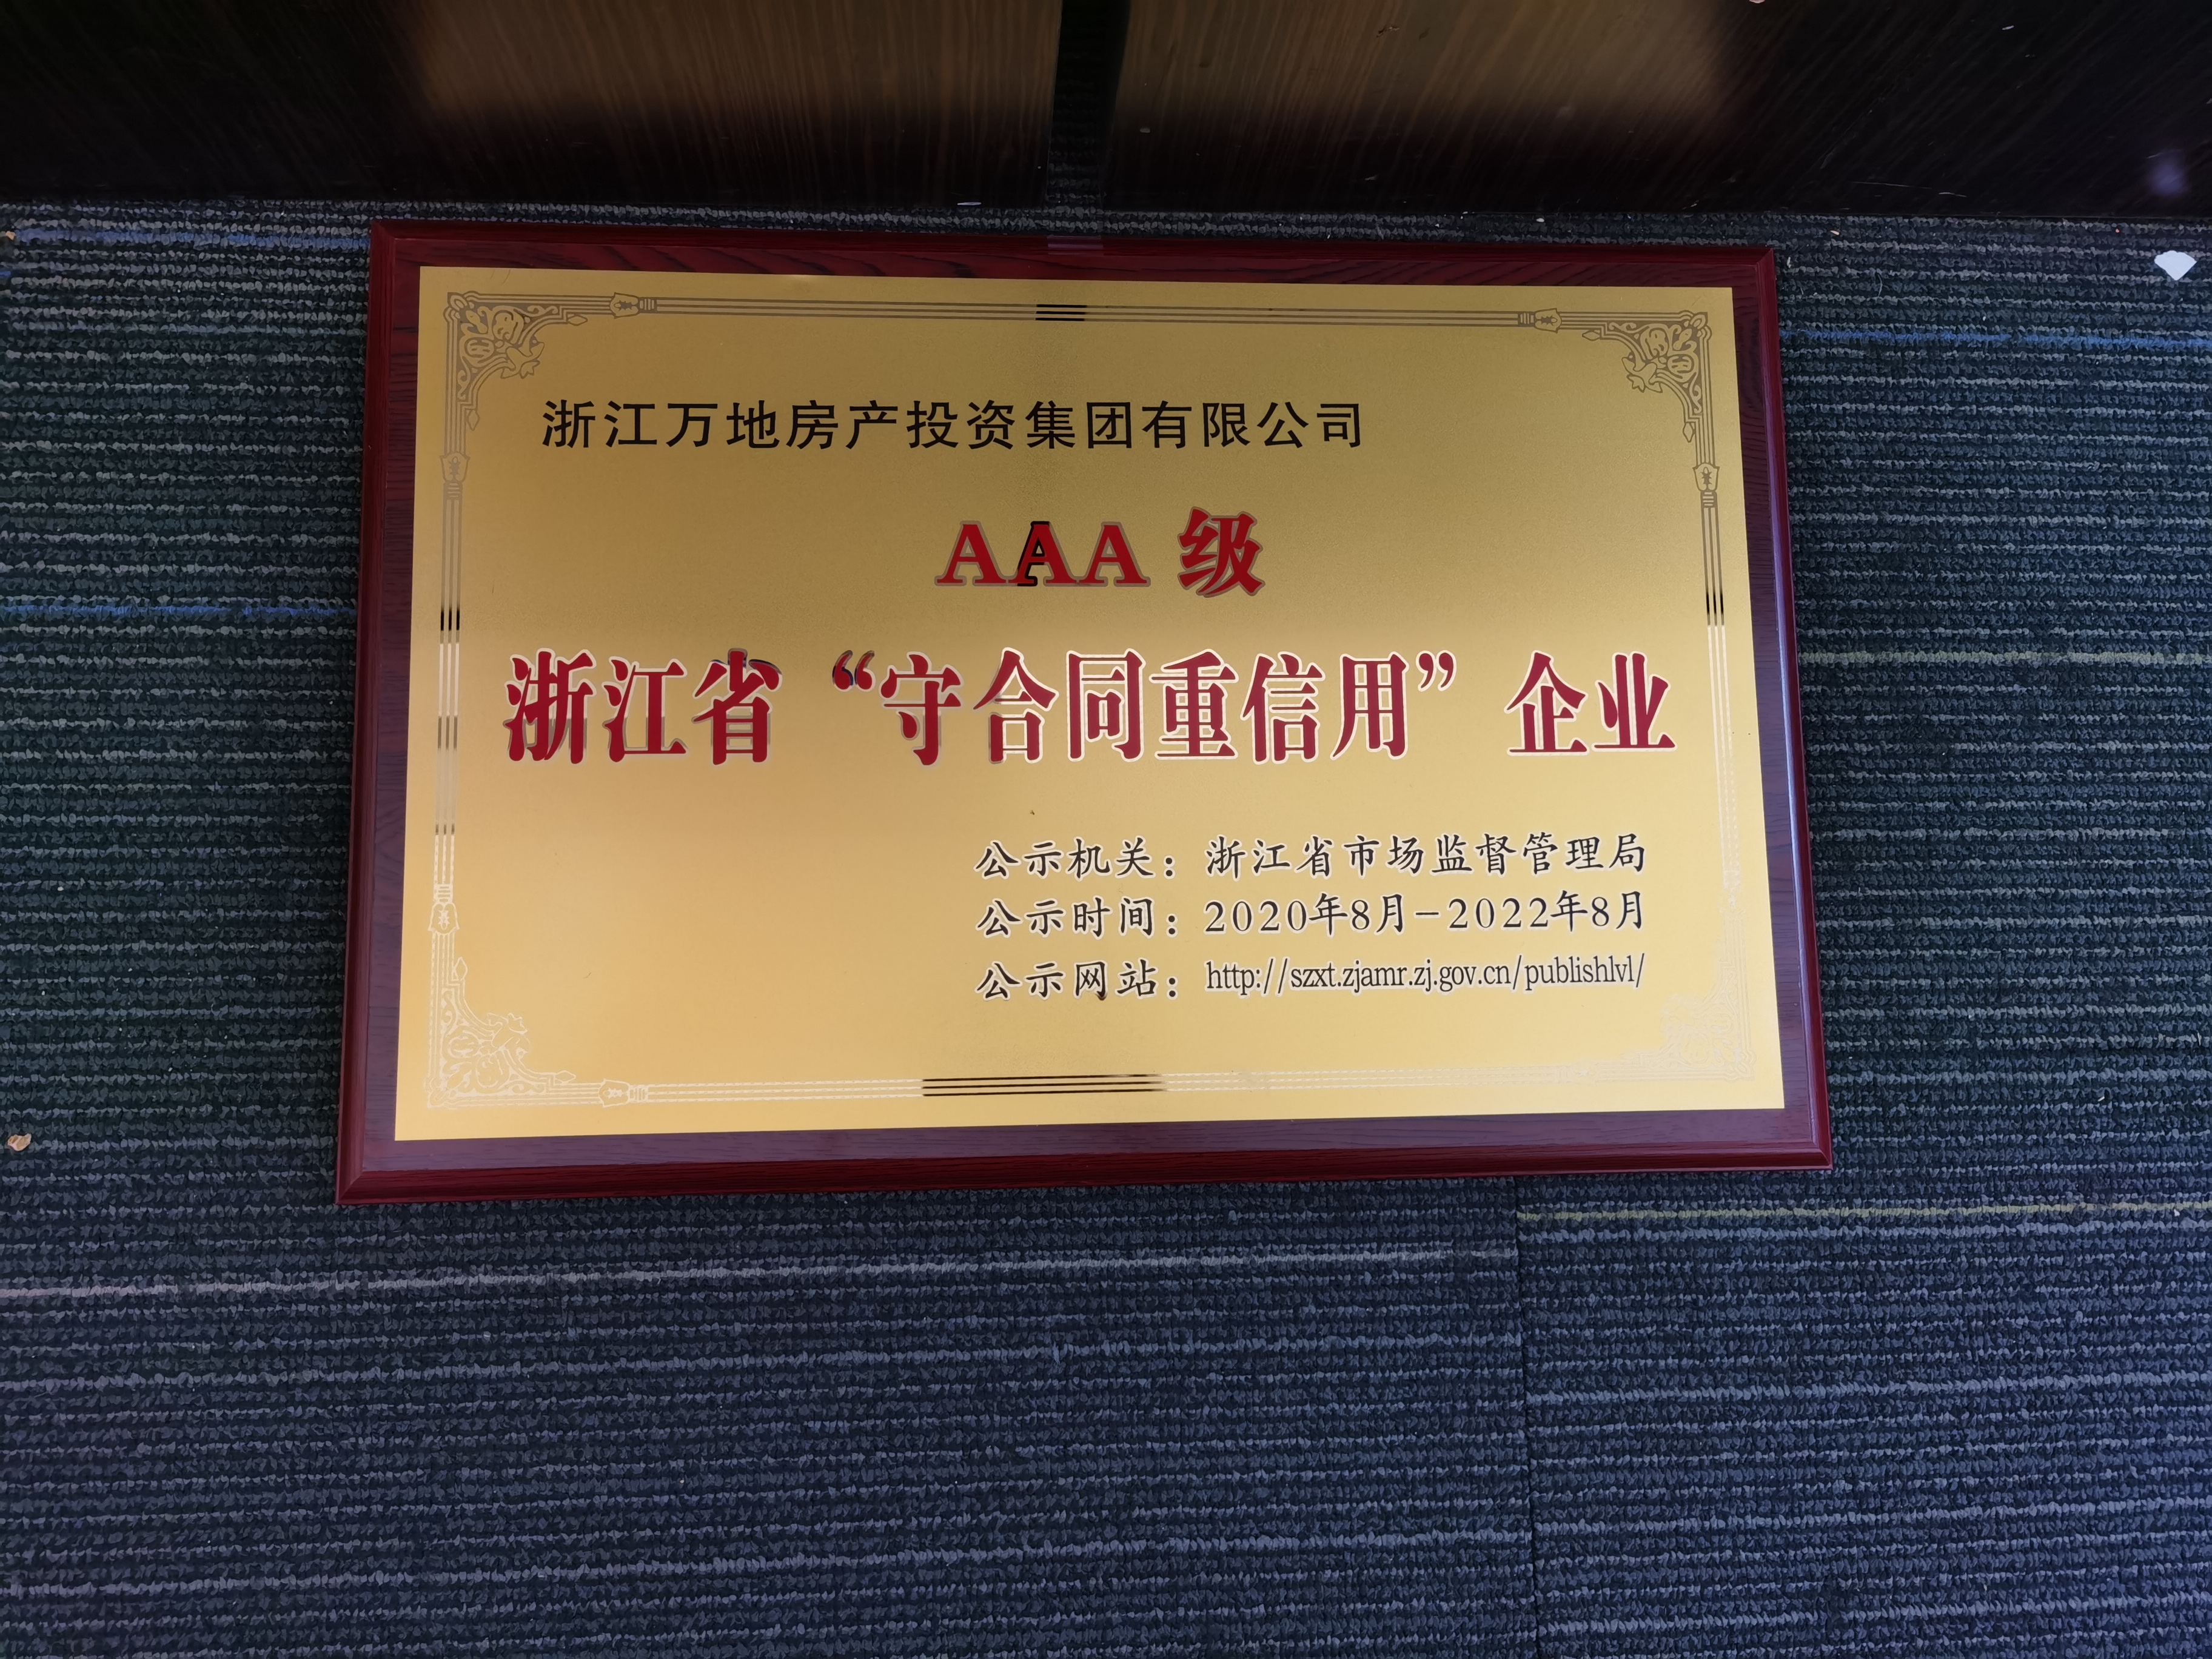 浙江万地房产投资集团有限公司
AAA 级
浙江省“守合同重信用”企业
公示机关：浙江省市场监督管理局
公示时间：2020年8月-2022年8月
公示网站：http://szxt.zjamr.zj.gov.cn/publishlvl/